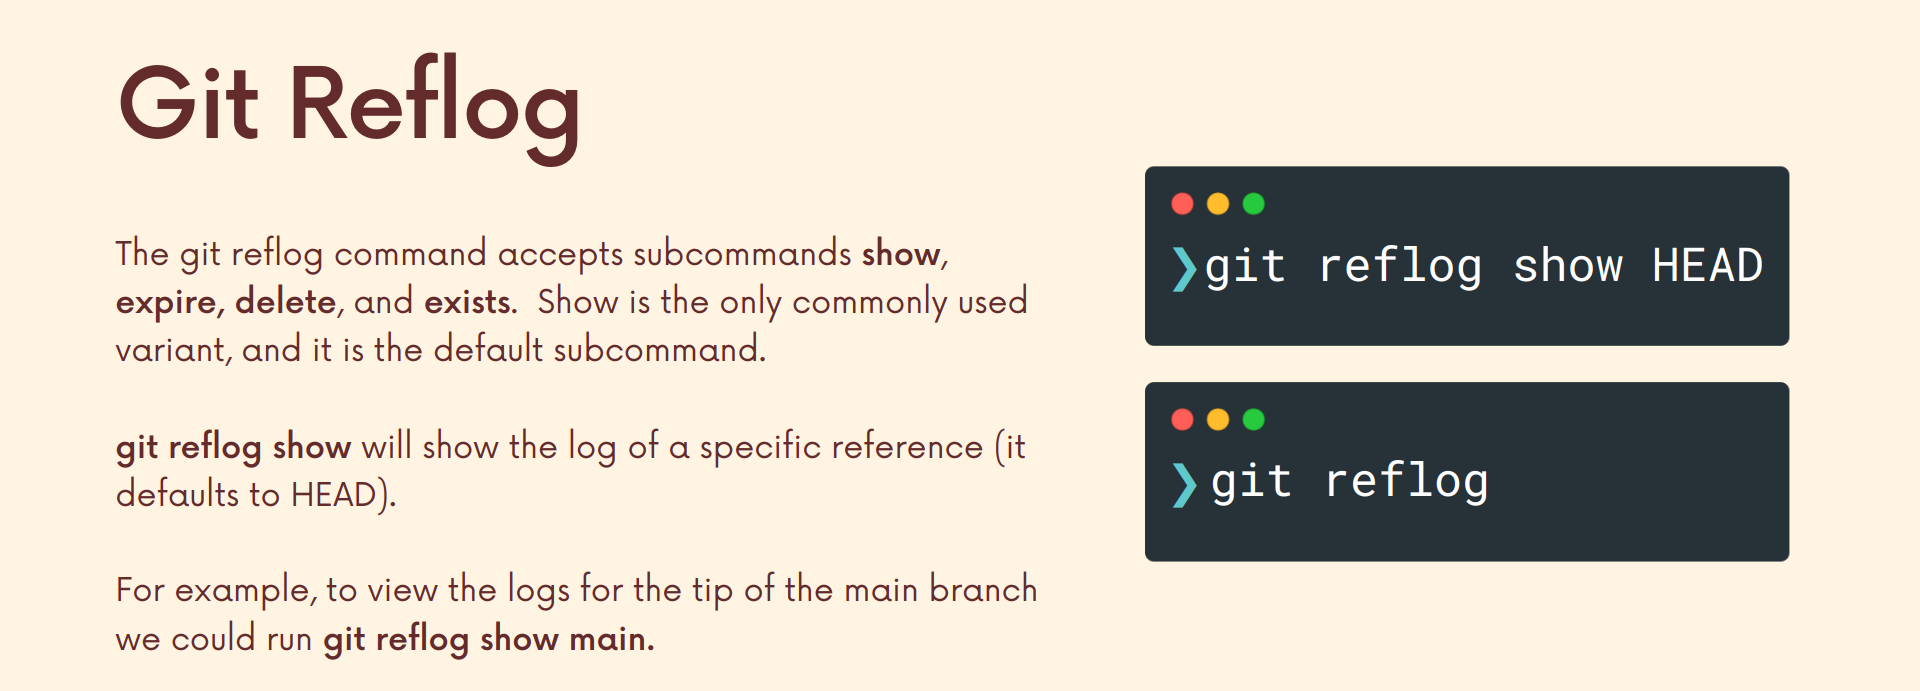 Git Reflog
The git reflog command accepts subcommands show,
expire, delete, and exists.  Show is the only commonly used
variant, and it is the default subcommand.
git reflog show will show the log of a specific reference (it
defaults to HEAD).
For example, to view the logs for the tip of the main branch
we could run git reflog show main.
❯git reflog show HEAD
❯ git reflog